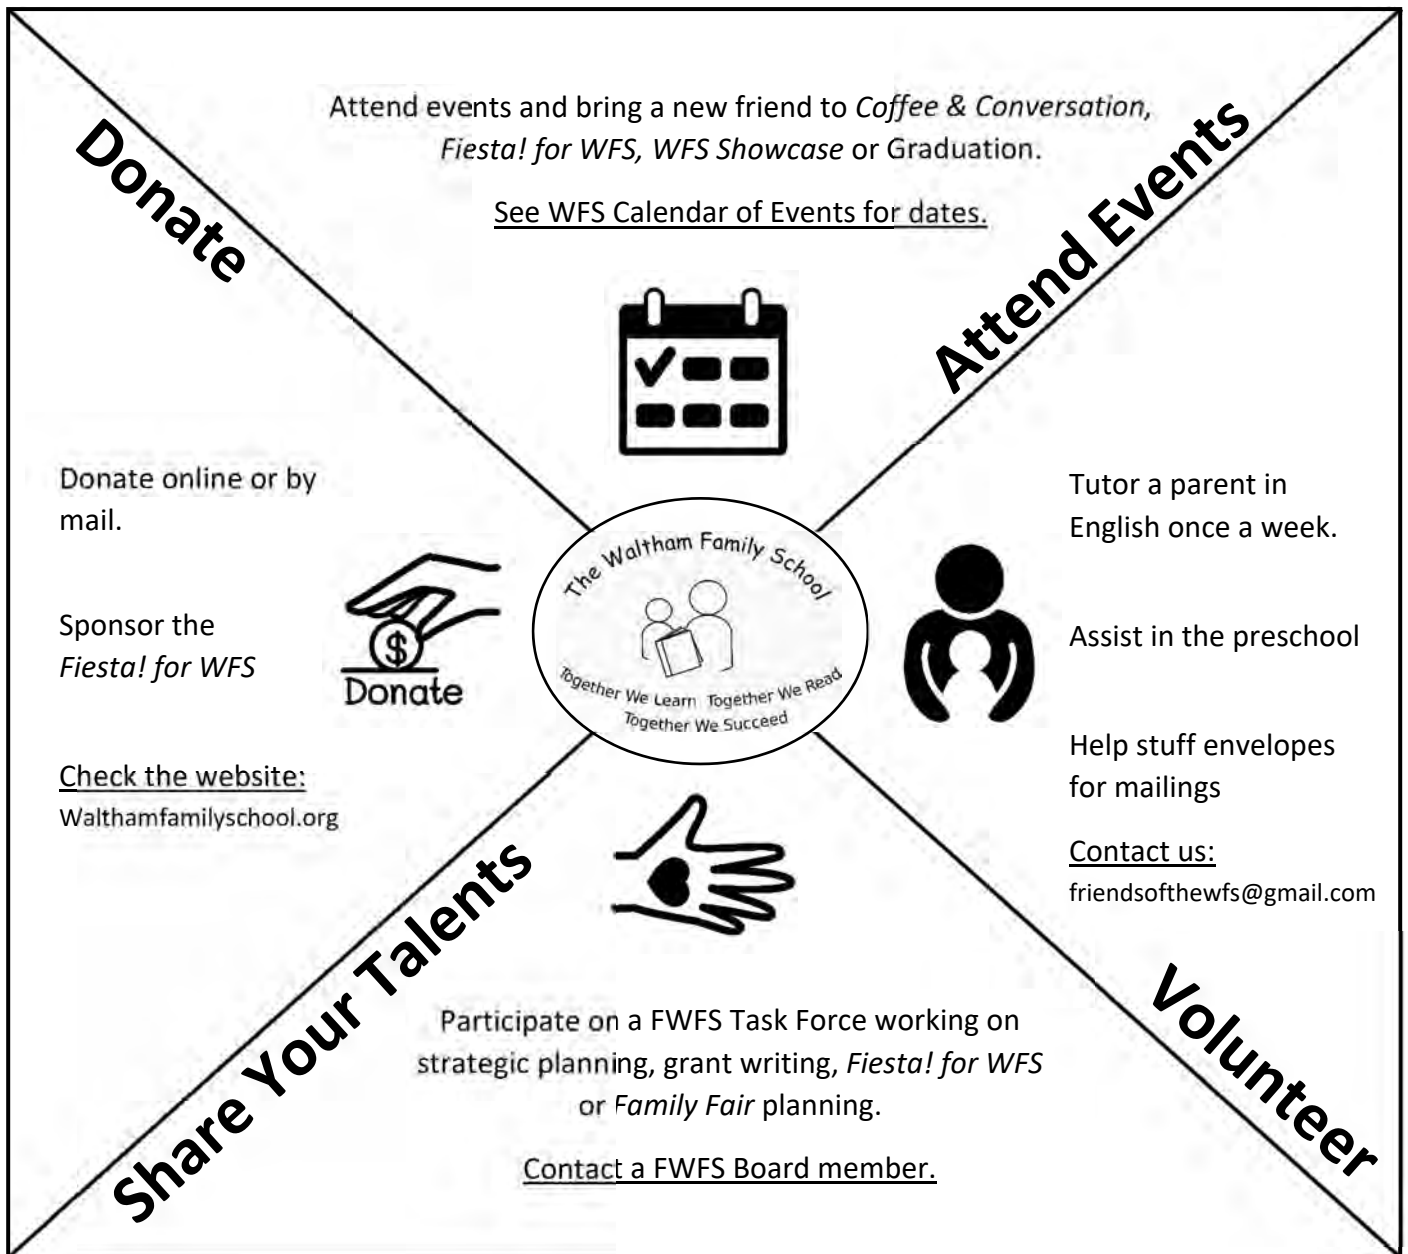 Donate
Attend events and bring a new friend to Coffee & Conversation,
Fiesta! for WFS, WFS Showcase or Graduation.
See WFS Calendar of Events for dates.
Attend Events
Donate online or by
mail.
Sponsor the
Fiesta! for WFS
Check the website:
Walthamfamilyschool.org
Donate
The Waltham Family School
Together We Learn Together We Read
Together We Succeed
Tutor a parent in
English once a week.
Assist in the preschool
Help stuff envelopes
for mailings
Contact us:
friendsofthewfs@gmail.com
Share Your Talents
Participate on a FWFS Task Force working on
strategic planning, grant writing, Fiesta! for WFS
or Family Fair planning.
Contact a FWFS Board member.
Volunteer